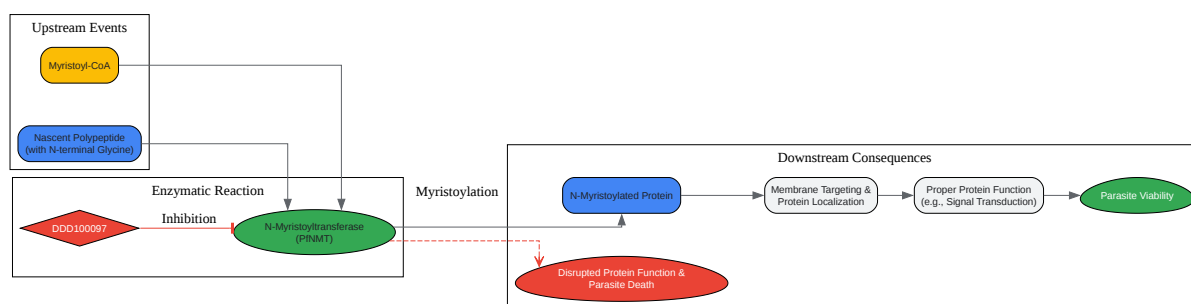 Upstream Events
Myristoyl-CoA
Nascent Polypeptide
(with N-terminal Glycine)
Enzymatic Reaction
DDD100097
Inhibition
N-Myristoyltransferase
(PfNMT)
Myristoylation
Downstream Consequences
N-Myristoylated Protein
Membrane Targeting &
Protein Localization
Proper Protein Function
(e.g., Signal Transduction)
Parasite Viability
Disrupted Protein Function &
Parasite Death